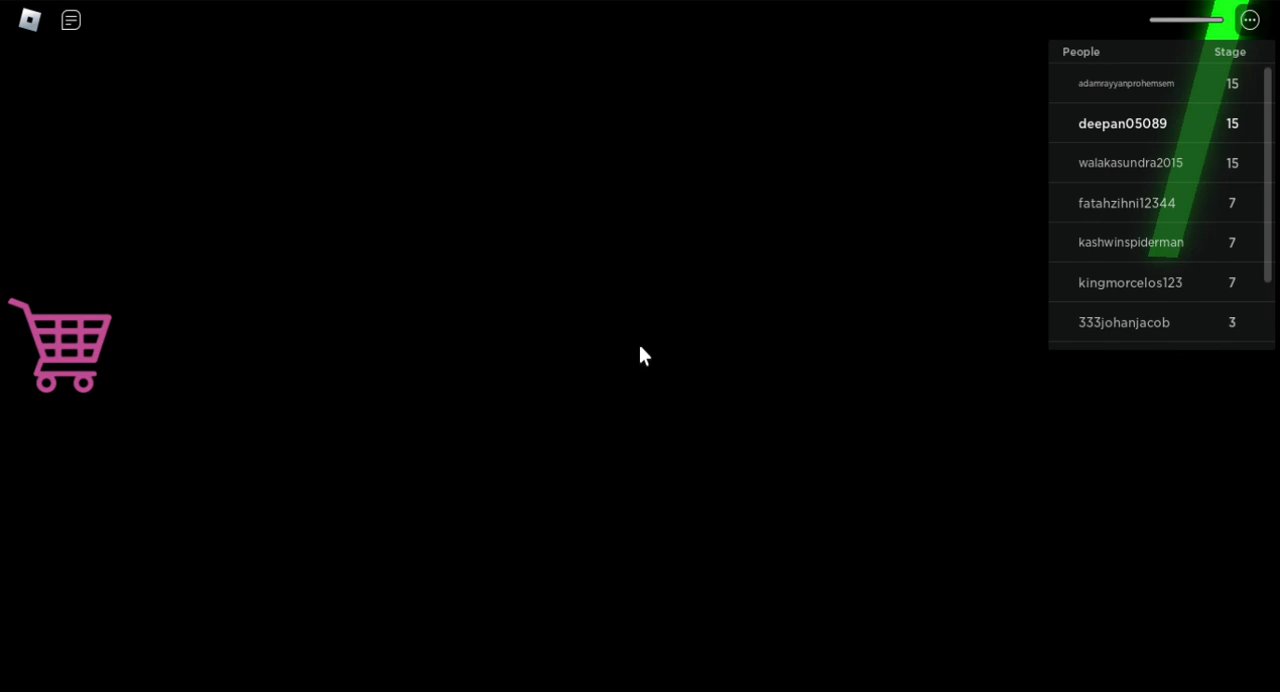 People Stage
adamrayyanprohemsem 15
deepan05089 15
walakasundra2015 15
fatahzihni12344 7
kashwinspiderman 7
kingmorcelos123 7
333johanjacob 3